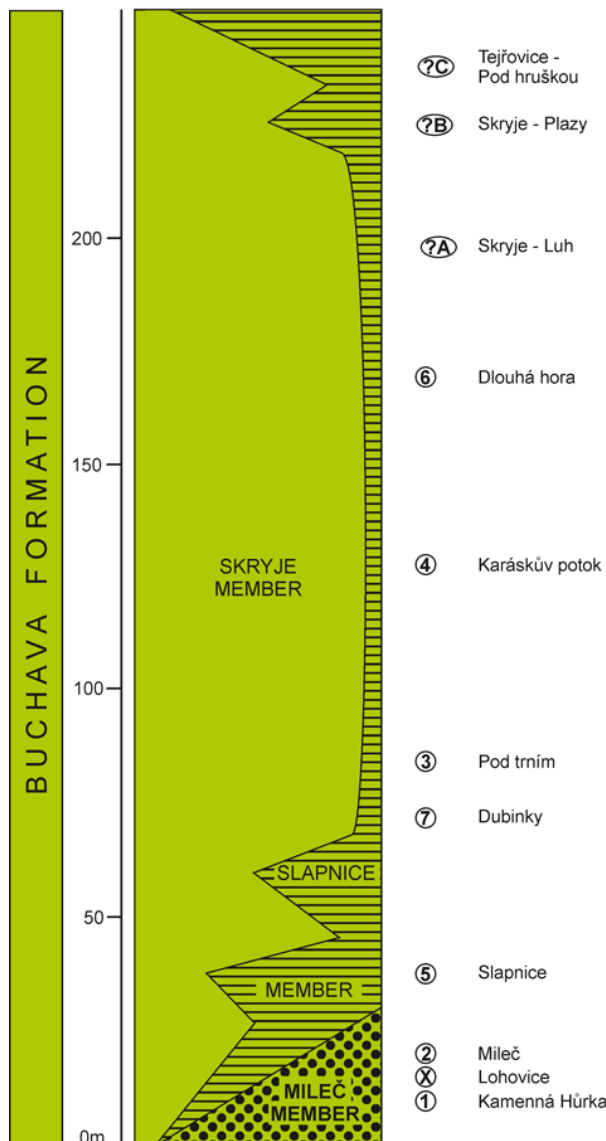 BUCHAVA FORMATION
200
150
100
50
0m
SKRYJE
MEMBER
SLAPNICE
MEMBER
MILEČ
MEMBER
?C Tejřovice -
Pod hruškou
?B Skryje - Plazy
?A Skryje - Luh
6 Dlouhá hora
4 Karáskův potok
3 Pod trním
7 Dubinky
5 Slapnice
2 Mileč
X Lohovice
1 Kamenná Hůrka